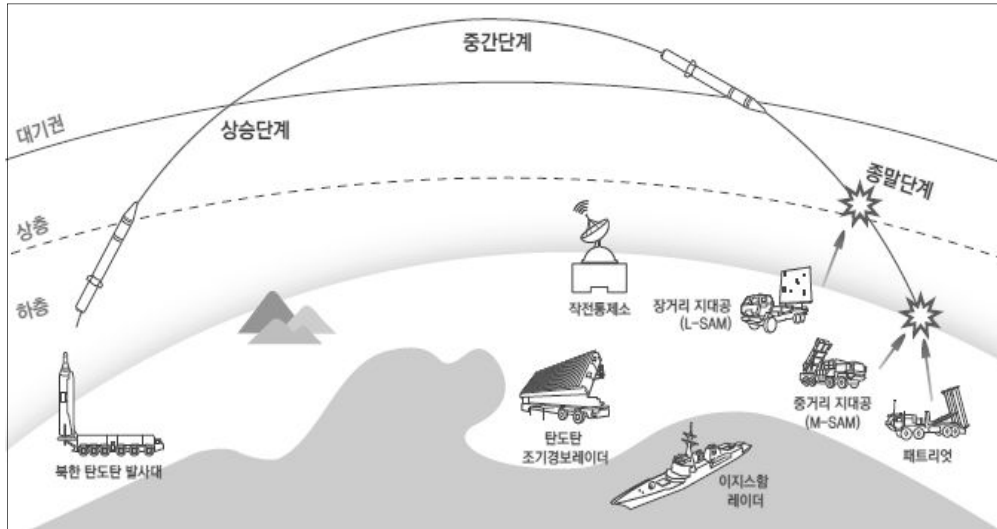 중간단계
대기권
상승단계
종말단계
상층
하층
작전통제소
장거리 지대공
(L-SAM)
중거리 지대공
(M-SAM)
탄도탄
조기경보레이더
북한 탄도탄 발사대
패트리엇
이지스함
레이더